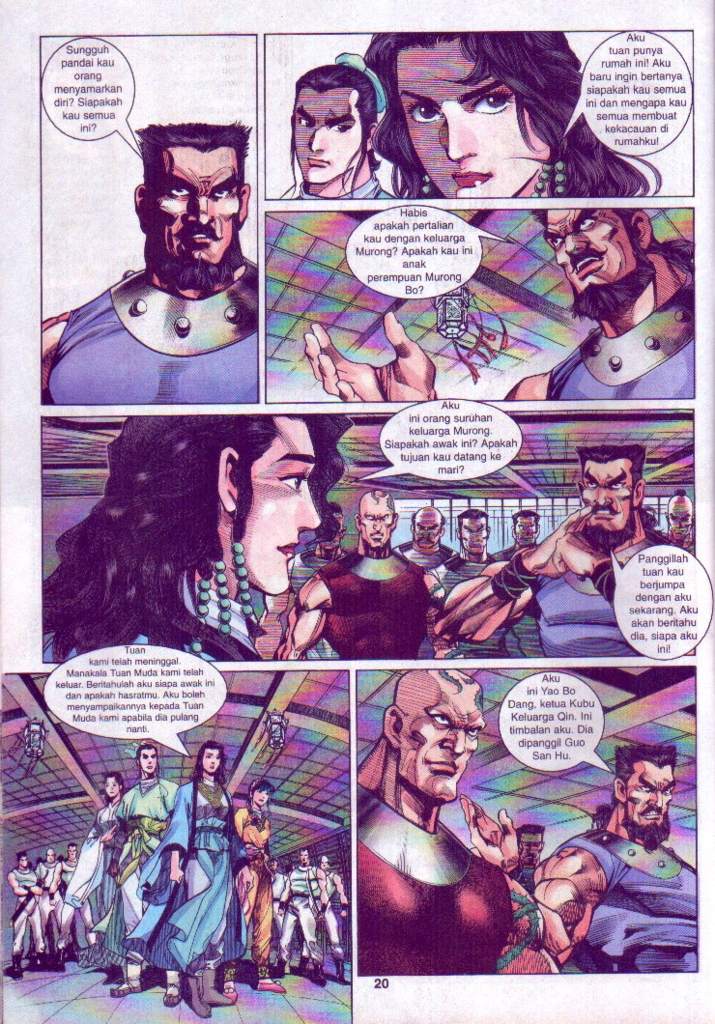 Sungguh
pandai kau
orang
menyamarkan
diri? Siapakah
kau semua
ini?
Aku
tuan punya
rumah ini! Aku
baru ingin bertanya
siapakah kau semua
ini dan mengapa kau
semua membuat
kekacauan di
rumahku!
Habis
apakah pertalian
kau dengan keluarga
Murong? Apakah kau ini
anak
perempuan Murong
Bo?
Aku
ini orang suruhan
keluarga Murong.
Siapakah awak ini? Apakah
tujuan kau datang ke
mari?
Panggillah
tuan kau
berjumpa
dengan aku
sekarang. Aku
akan beritahu
dia, siapa aku
ini!
Tuan
kami telah meninggal.
Manakala Tuan Muda kami telah
keluar. Beritahulah aku siapa awak ini
dan apakah hasratmu. Aku boleh
menyampaikannya kepada Tuan
Muda kami apabila dia pulang
nanti.
Aku
ini Yao Bo
Dang, ketua Kubu
Keluarga Qin. Ini
timbalan aku. Dia
dipanggil Guo
San Hu.
20